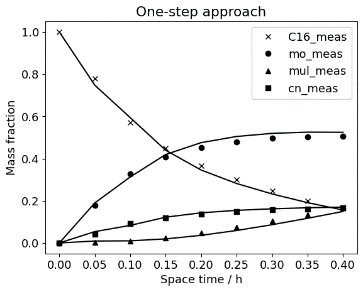 One-step approach
C16_meas
mo_meas
mul_meas
cn_meas
1.0
0.8
0.6
0.4
0.2
0.0
Mass fraction
0.00 0.05 0.10 0.15 0.20 0.25 0.30 0.35 0.40
Space time / h